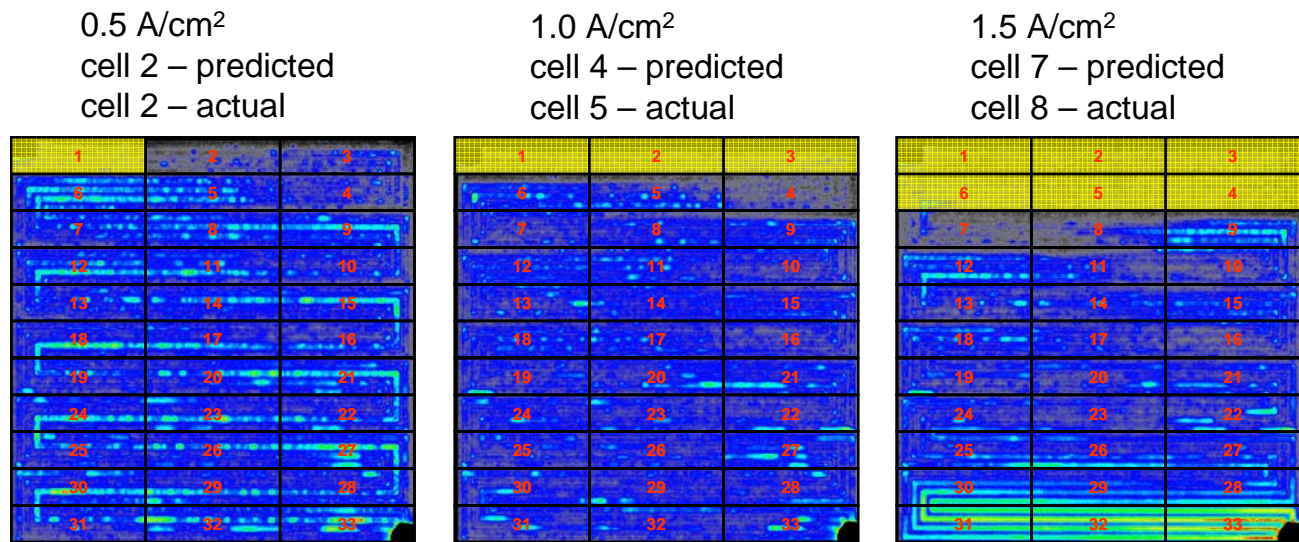 0.5 A/cm²
cell 2 – predicted
cell 2 – actual
1.0 A/cm²
cell 4 – predicted
cell 5 – actual
1.5 A/cm²
cell 7 – predicted
cell 8 – actual
1 2 3
6 5 4
7 8 9
12 11 10
13 14 15
18 17 16
19 20 21
24 23 22
25 26 27
30 29 28
31 32 33
1 2 3
6 5 4
7 8 9
12 11 10
13 14 15
18 17 16
19 20 21
24 23 22
25 26 27
30 29 28
31 32 33
1 2 3
6 5 4
7 8 9
12 11 10
13 14 15
18 17 16
19 20 21
24 23 22
25 26 27
30 29 28
31 32 33